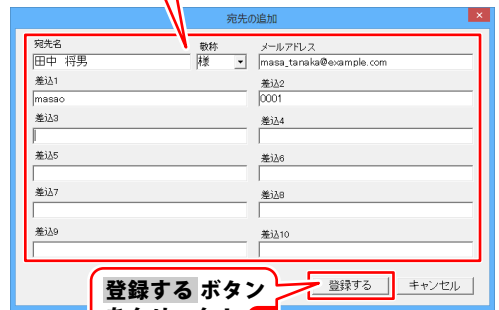 宛先の追加
宛先名 敬称 メールアドレス
田中 将男 様 masa_tanaka@example.com
差込1 差込2
masao 0001
差込3 差込4
差込5 差込6
差込7 差込8
差込9 差込10
登録する キャンセル
登録する ボタン